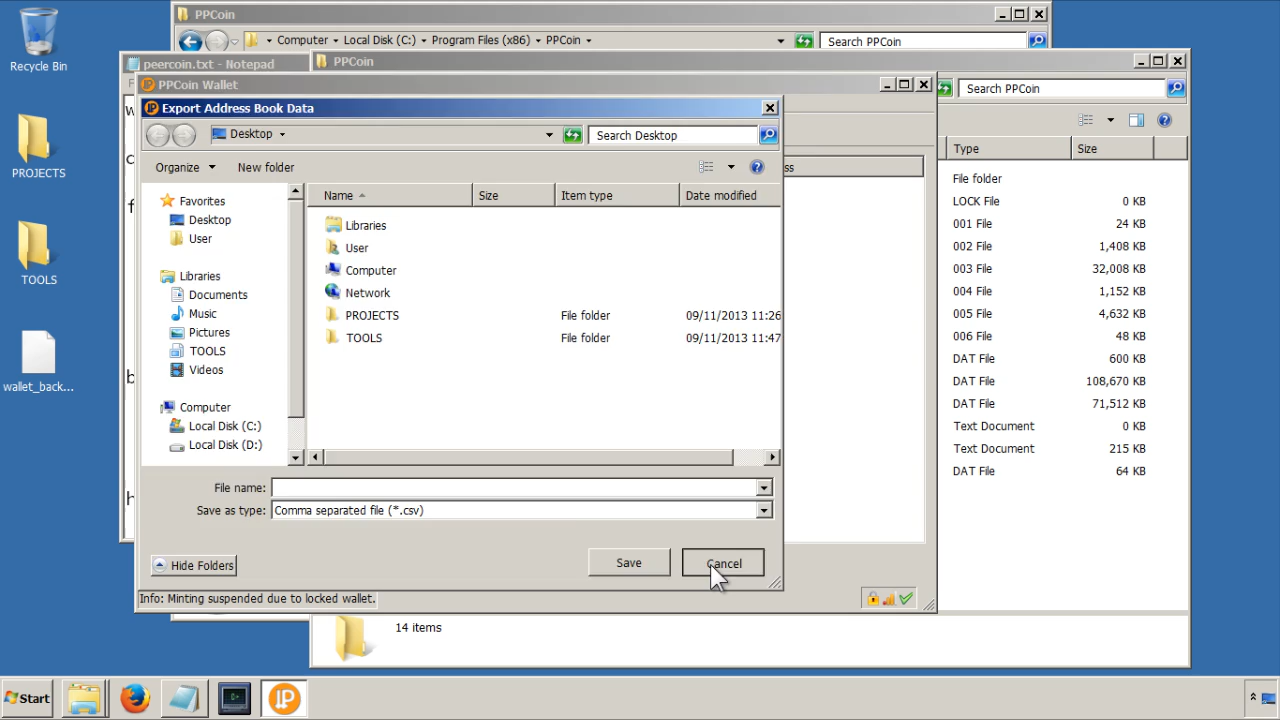 Recycle Bin
PROJECTS
TOOLS
wallet_back...
PPCoin
Computer Local Disk (C:) Program Files (x86) PPCoin
Search PPCoin
peercoin.txt - Notepad
PPCoin
Search PPCoin
PPCoin Wallet
Export Address Book Data
Desktop
Search Desktop
Organize New folder
Favorites
Desktop
User
Libraries
Documents
Music
Pictures
TOOLS
Videos
Computer
Local Disk (C:)
Local Disk (D:)
Name Size Item type Date modified
Libraries
User
Computer
Network
PROJECTS File folder 09/11/2013 11:26
TOOLS File folder 09/11/2013 11:47
File name:
Save as type: Comma separated file (*.csv)
Hide Folders Save Cancel
Info: Minting suspended due to locked wallet.
Type Size
File folder
LOCK File 0 KB
001 File 24 KB
002 File 1,408 KB
003 File 32,008 KB
004 File 1,152 KB
005 File 4,632 KB
006 File 48 KB
DAT File 600 KB
DAT File 108,670 KB
DAT File 71,512 KB
Text Document 0 KB
Text Document 215 KB
DAT File 64 KB
14 items
Start